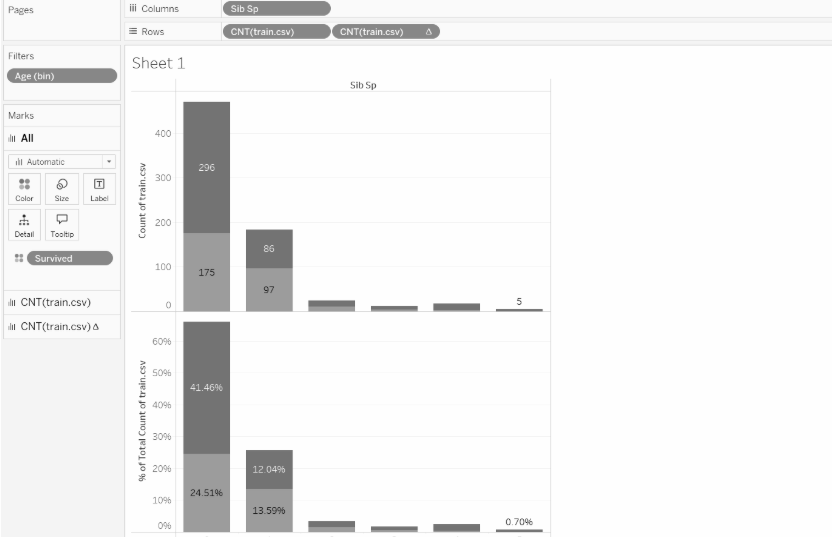 Pages
Columns
Sib Sp
Rows
CNT(train.csv)
CNT(train.csv) Δ
Filters
Age (bin)
Marks
All
Automatic
Color
Size
Label
Detail
Tooltip
Survived
CNT(train.csv)
CNT(train.csv) Δ
Sheet 1
Sib Sp
Count of train.csv
400
300
200
100
0
296
175
86
97
5
% of Total Count of train.csv
60%
50%
40%
30%
20%
10%
0%
41.46%
24.51%
12.04%
13.59%
0.70%